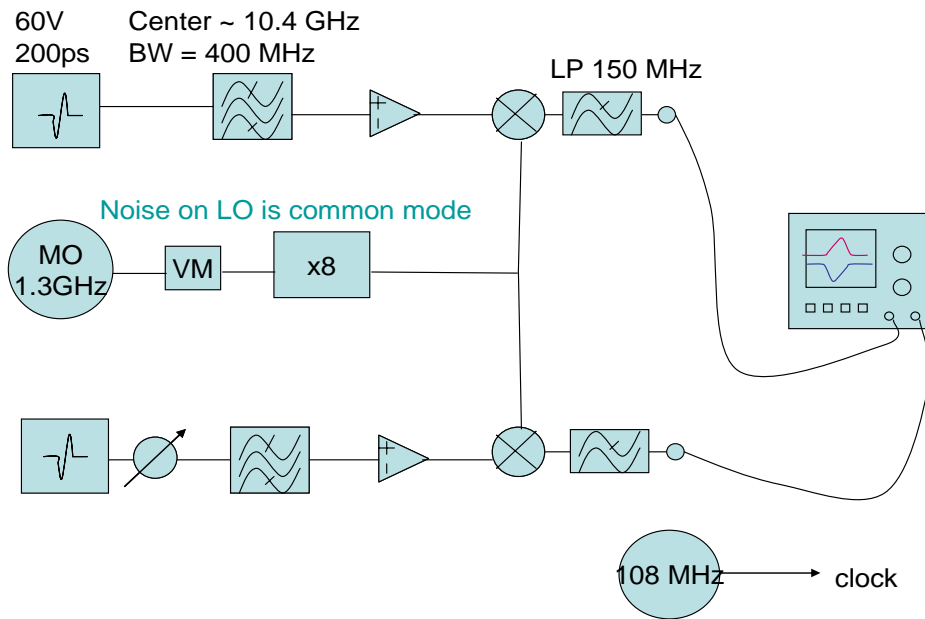 60V
200ps
Center ~ 10.4 GHz
BW = 400 MHz
LP 150 MHz
+
-
Noise on LO is common mode
MO
1.3GHz
VM
x8
+
-
108 MHz
clock